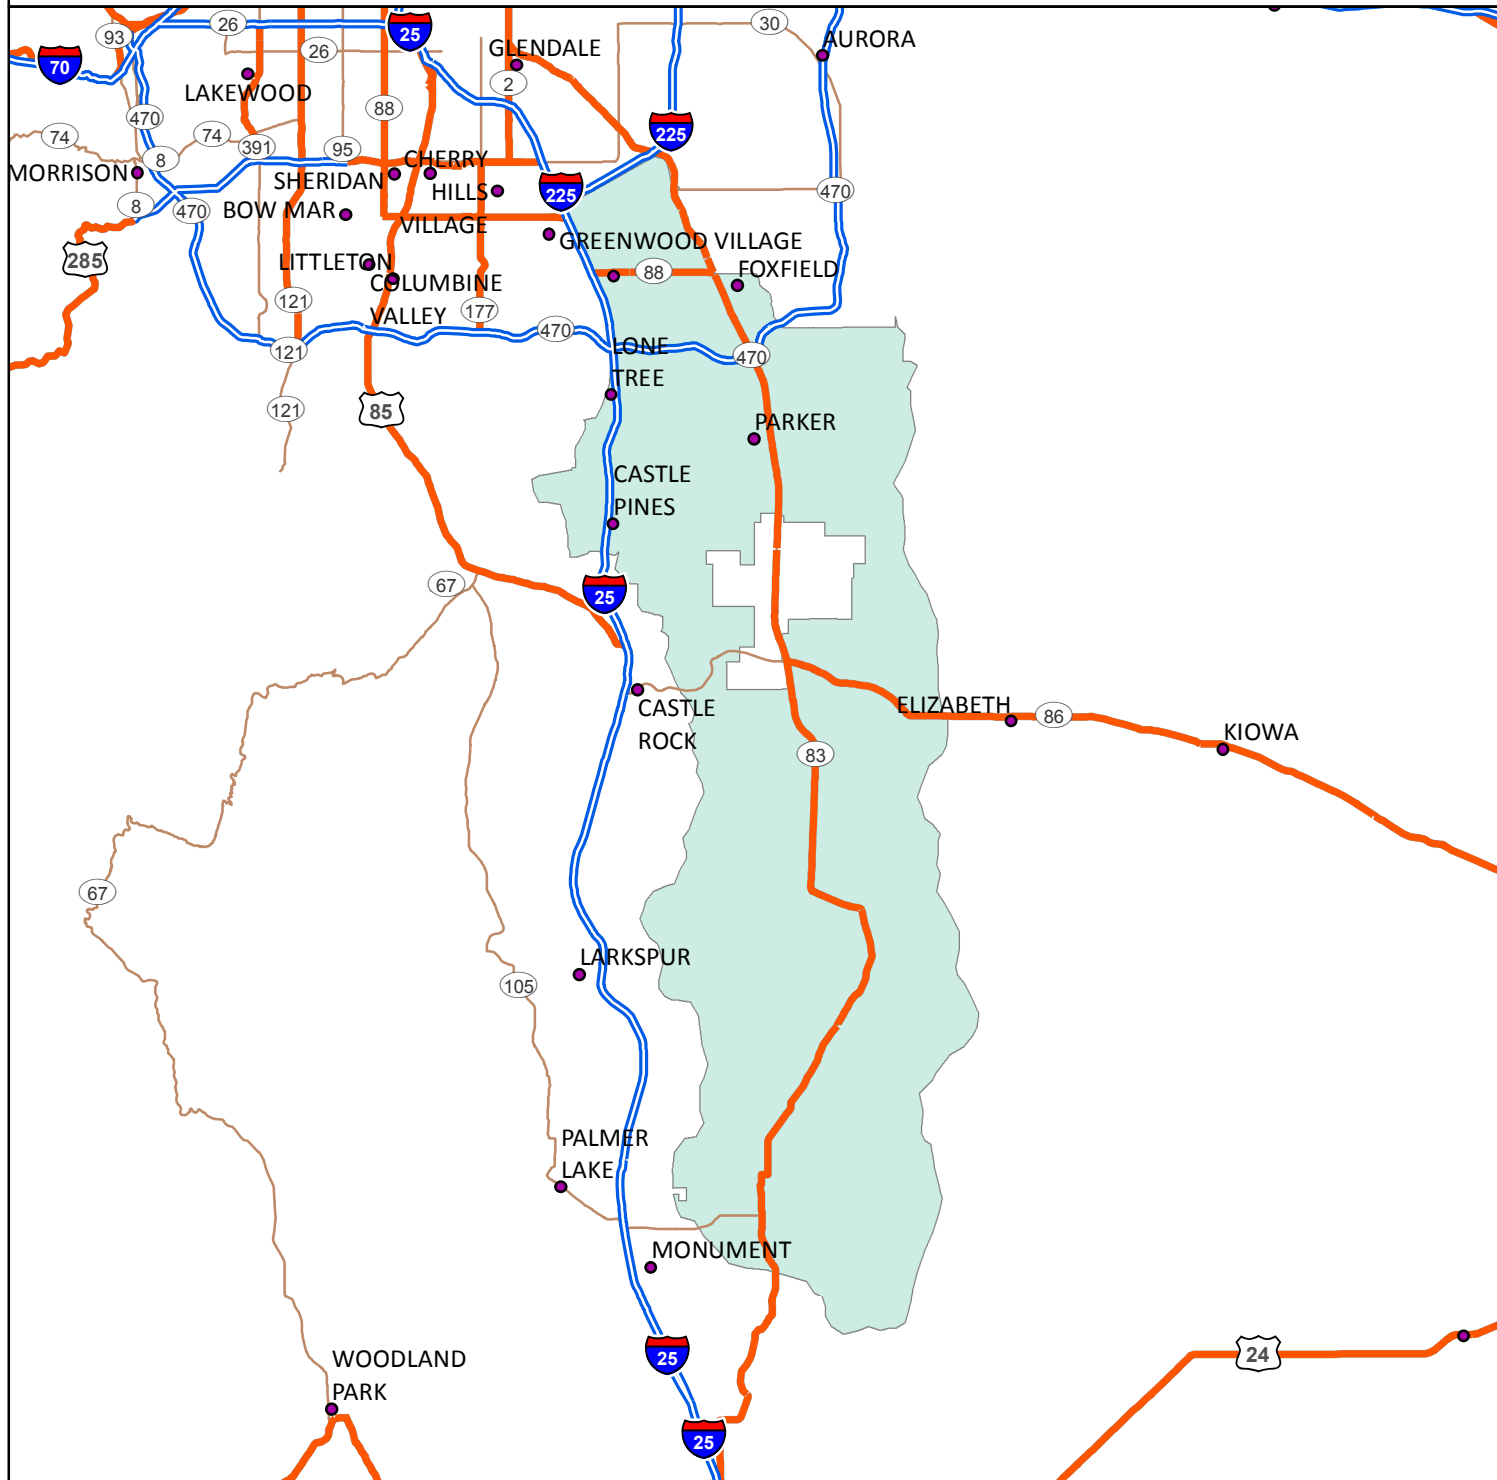 30
26
93
25
AURORA
GLENDALE
26
70
2
LAKEWOOD
88
470
225
74
74
391
95
8
CHERRY
MORRISON
SHERIDAN
HILLS
225
470
8
470
BOW MAR
VILLAGE
GREENWOOD VILLAGE
285
LITTLETON
88
FOXFIELD
COLUMBINE
121
VALLEY
177
470
LONE
121
470
TREE
121
85
PARKER
CASTLE
PINES
67
25
ELIZABETH
CASTLE
86
ROCK
KIOWA
83
67
LARKSPUR
105
PALMER
LAKE
MONUMENT
25
24
WOODLAND
PARK
25